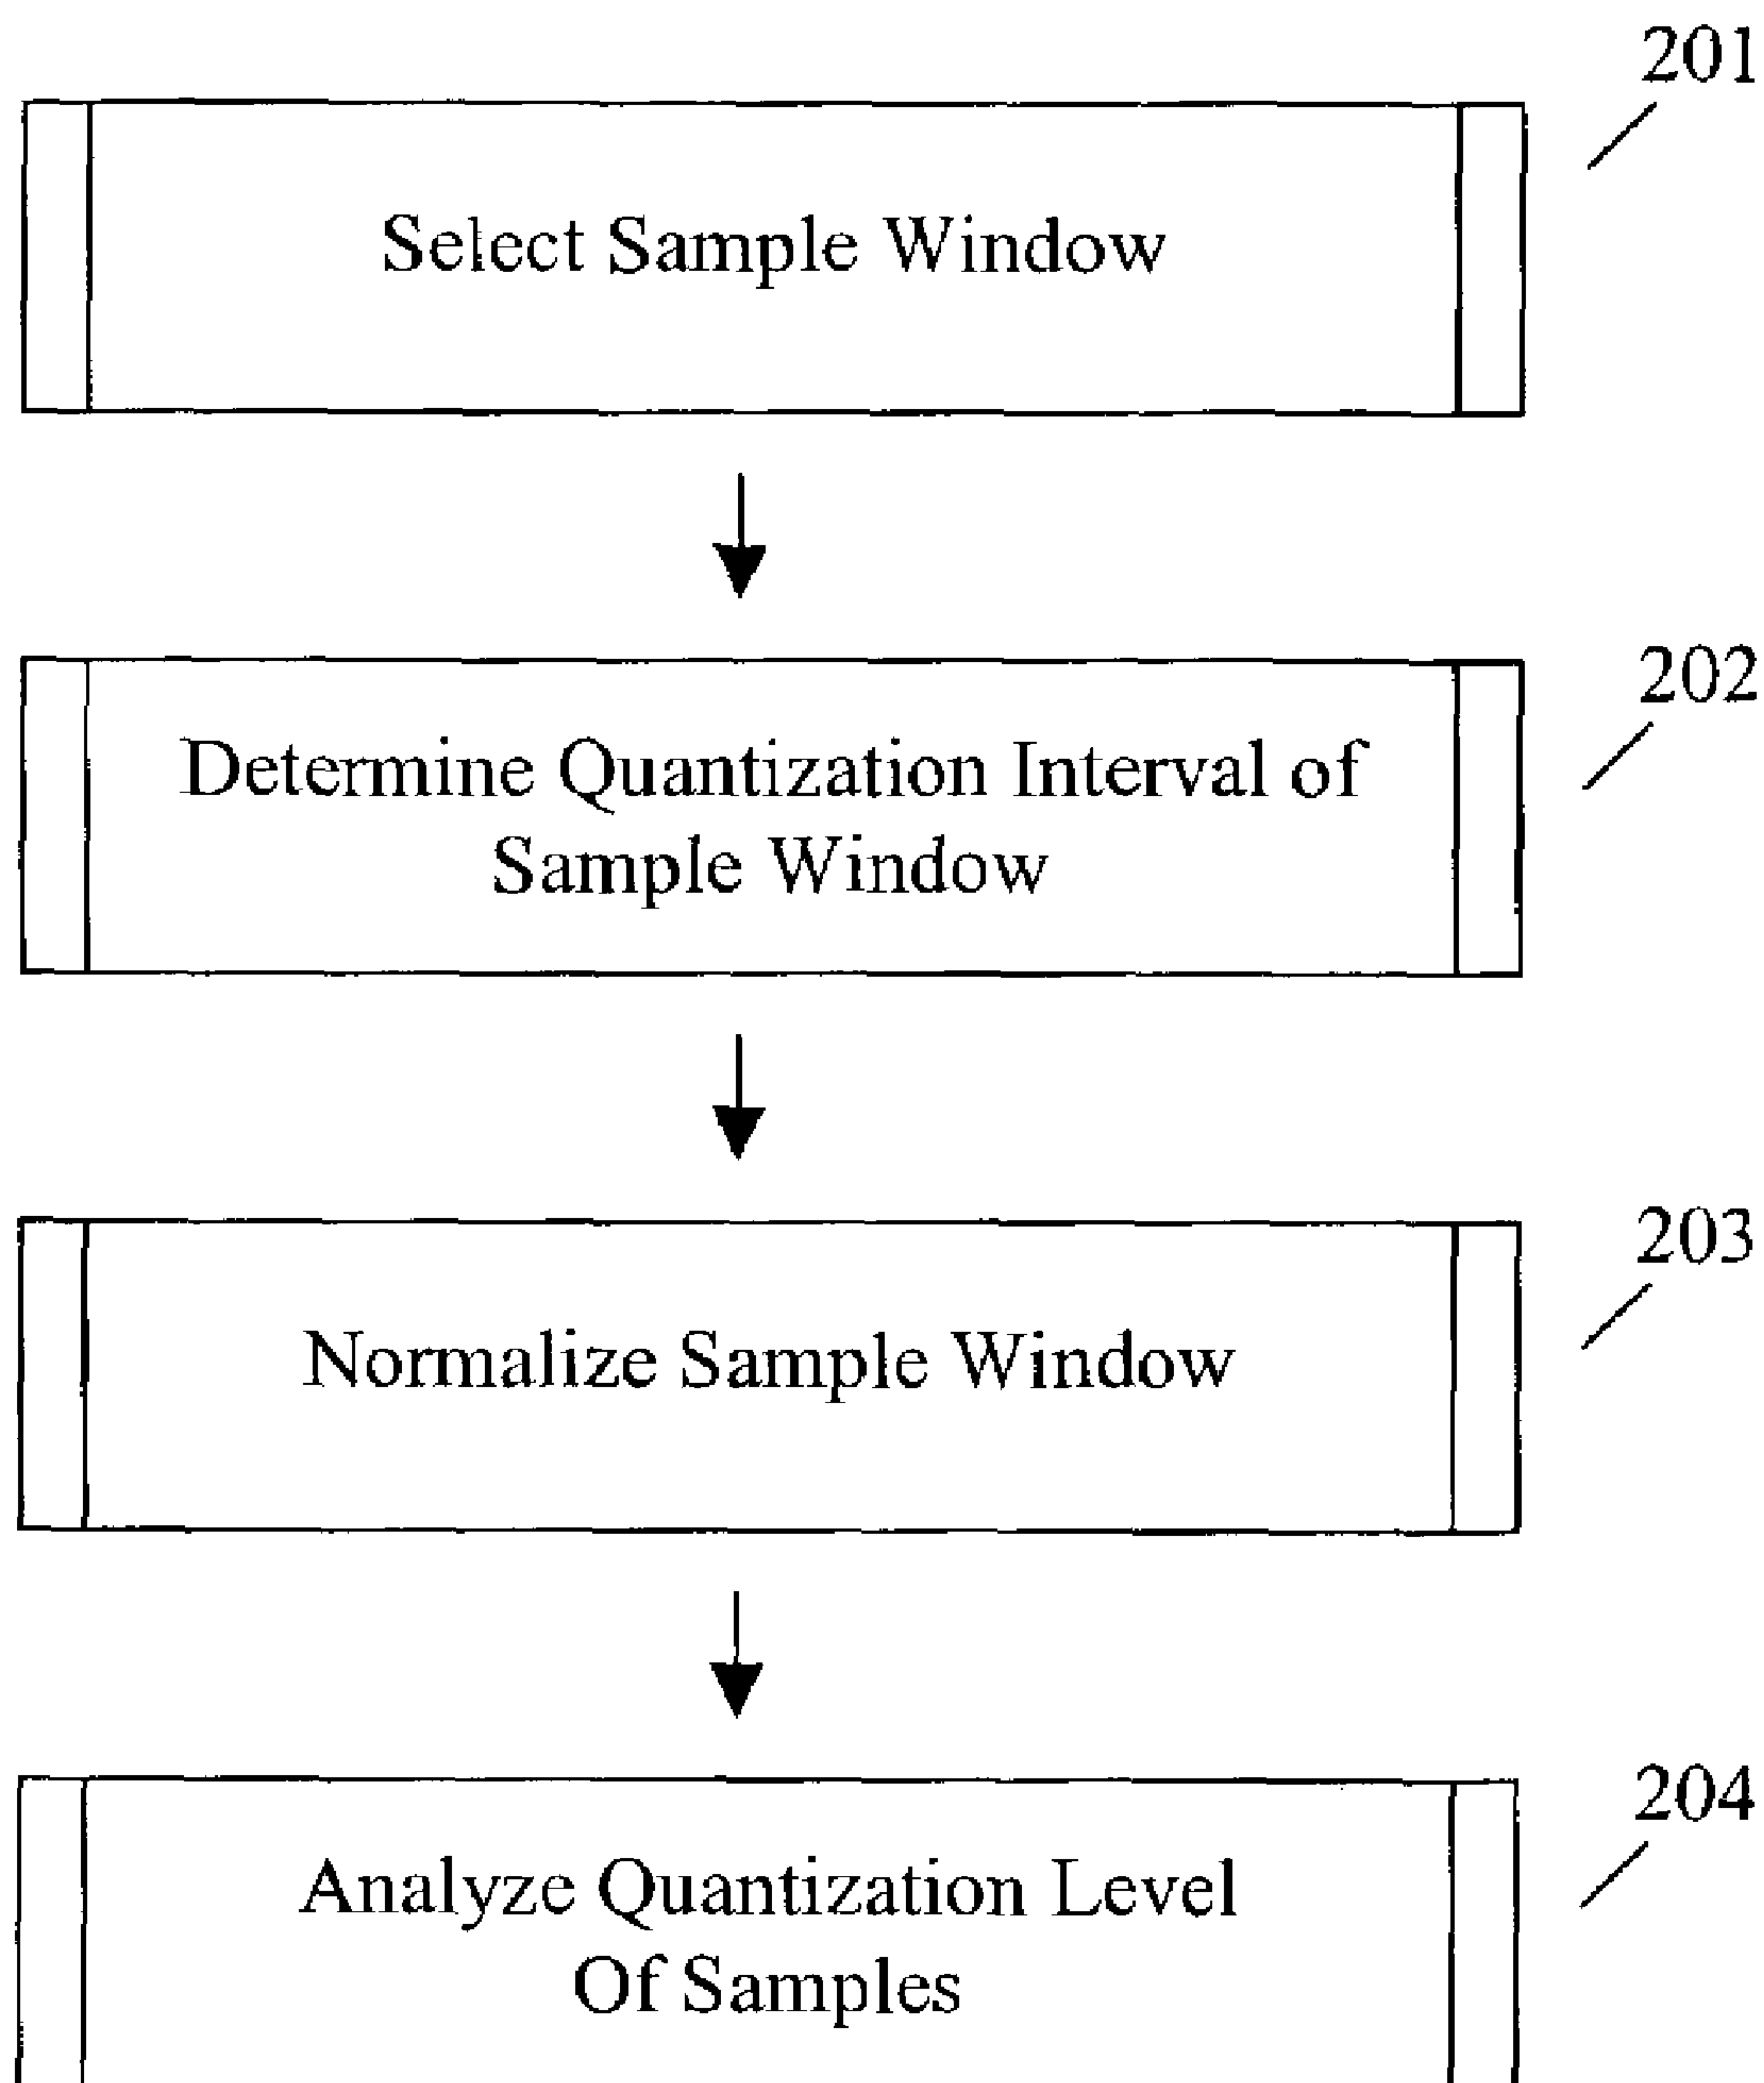 201
Select Sample Window
202
Determine Quantization Interval of
Sample Window
203
Normalize Sample Window
204
Analyze Quantization Level
Of Samples